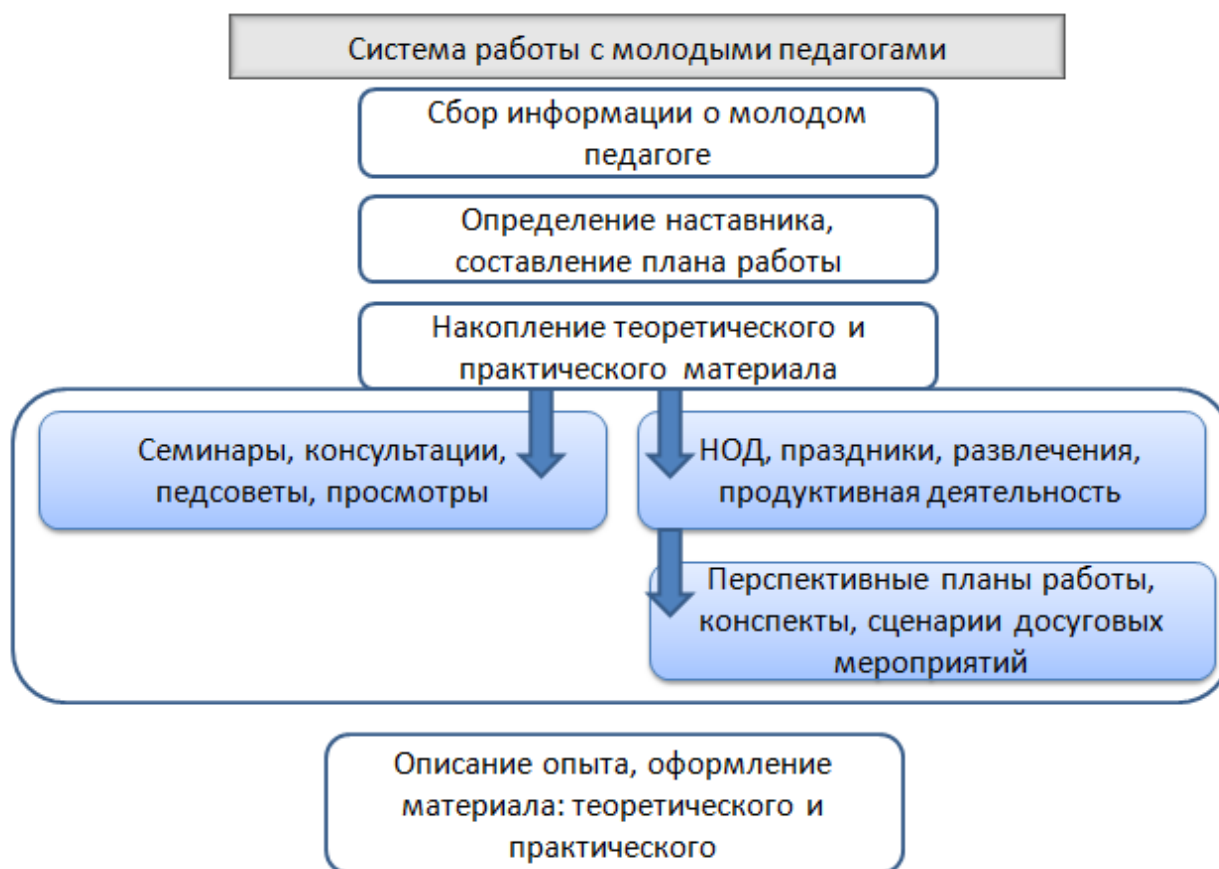 Система работы с молодыми педагогами
Сбор информации о молодом
педагоге
Определение наставника,
составление плана работы
Накопление теоретического и
практического материала
Семинары, консультации,
педсоветы, просмотры
НОД, праздники, развлечения,
продуктивная деятельность
Перспективные планы работы,
конспекты, сценарии досуговых
мероприятий
Описание опыта, оформление
материала: теоретического и
практического